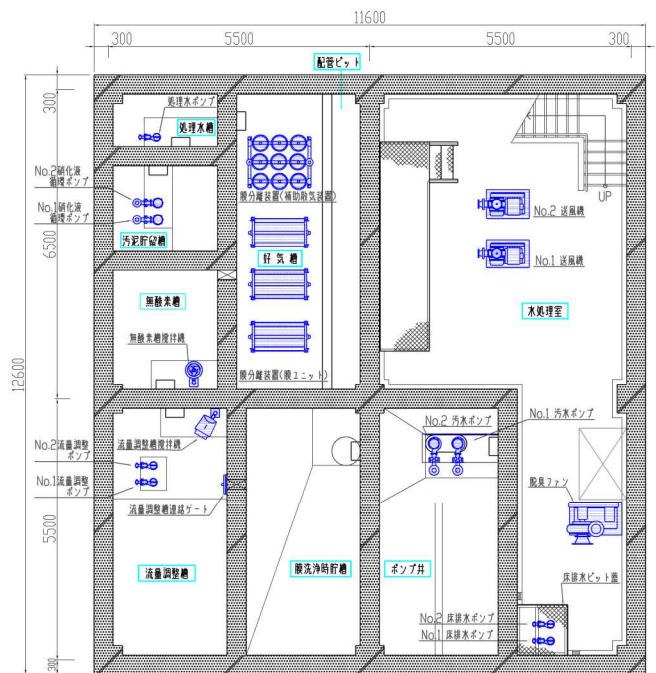 11600
300
5500
5500
300
配管ピット
300
処理水ポンプ
処理水槽
No.2硝化液
循環ポンプ
No.1硝化液
循環ポンプ
膜分離装置(補助散気装置)
UP
No.2 送風機
汚泥貯留槽
好気槽
No.1 送風機
6500
無酸素槽
水処理室
無酸素槽撹拌機
膜分離装置(膜ユニット)
12600
No.2流量調整
ポンプ
流量調整槽撹拌機
No.2 汚水ポンプ
No.1 汚水ポンプ
No.1流量調整
ポンプ
脱臭ファン
流量調整槽連絡ゲート
5500
流量調整槽
膜洗浄時貯槽
ポンプ井
床排水ピット蓋
No.2 床排水ポンプ
No.1 床排水ポンプ
300